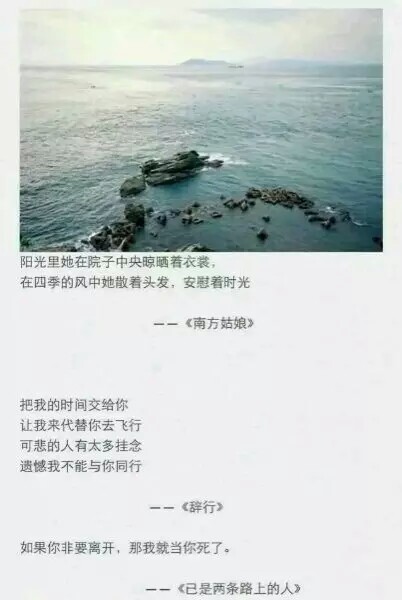 阳光里她在院子中央晾晒着衣裳，
在四季的风中她散着头发，安慰着时光
——《南方姑娘》
把我的时间交给你
让我来代替你去飞行
可悲的人有太多挂念
遗憾我不能与你同行
——《辞行》
如果你非要离开，那我就当你死了。
——《已是两条路上的人》